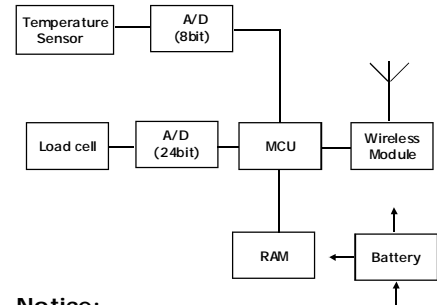 Temperature
Sensor
A/D
(8bit)
Load cell
A/D
(24bit)
MCU
Wireless
Module
RAM
Battery
Notice: